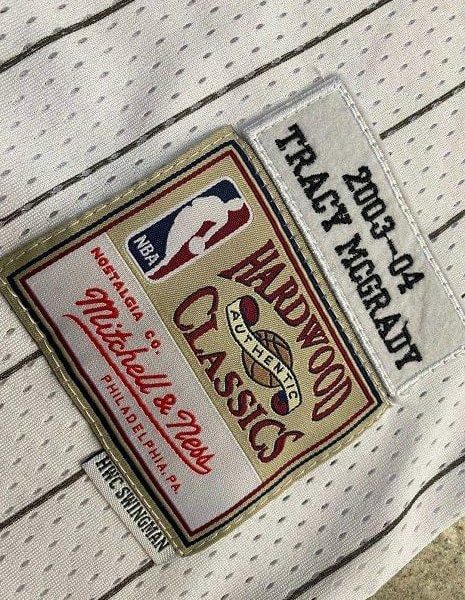 2003—04
TRACY MCGRADY
NBA
HARDWOOD
AUTHENTIC
CLASSICS
NOSTALGIA CO.
Mitchell & Ness
PHILADELPHIA, PA.
HWC SWINGMAN